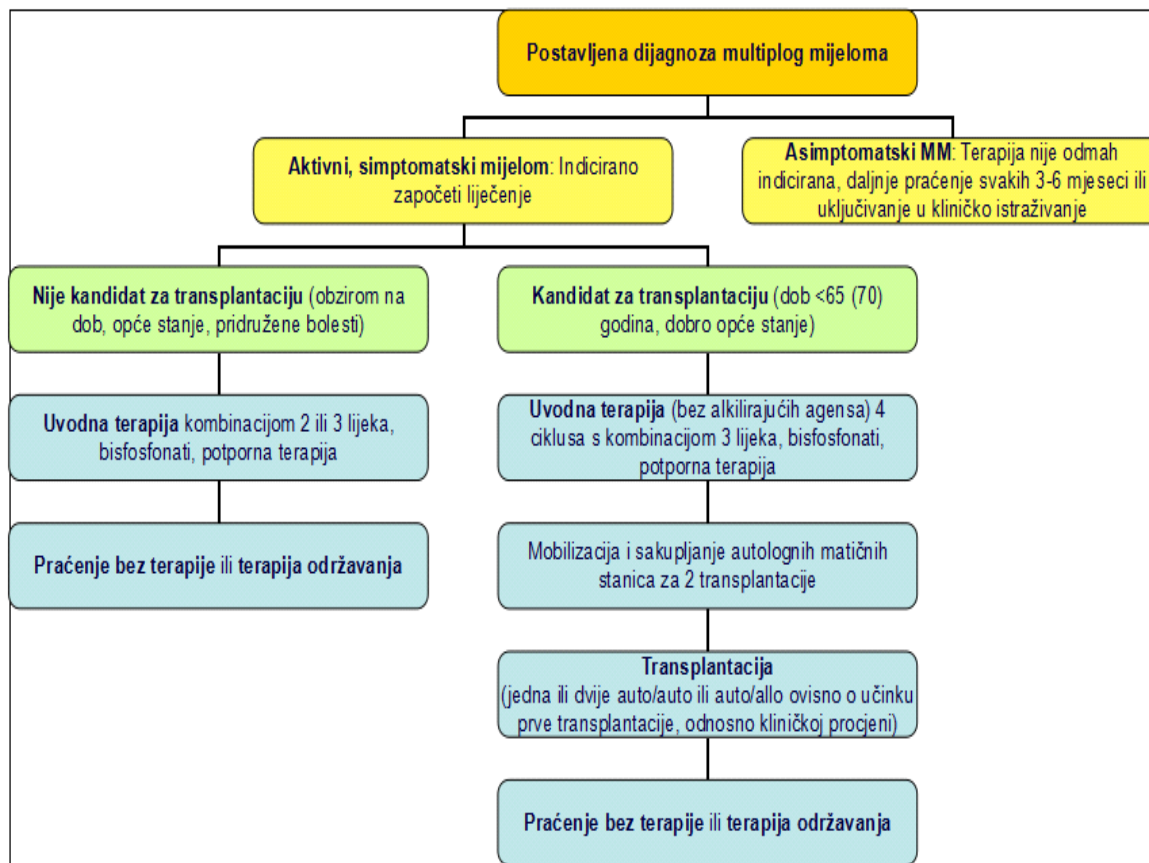 Postavljena dijagnoza multiplog mijeloma
Aktivni, simptomatski mijelom: Indicirano
započeti liječenje
Asimptomatski MM: Terapija nije odmah
indicirana, daljnje praćenje svakih 3-6 mjeseci ili
uključivanje u kliničko istraživanje
Nije kandidat za transplantaciju (obzirom na
dob, opće stanje, pridružene bolesti)
Kandidat za transplantaciju (dob <65 (70)
godina, dobro opće stanje)
Uvodna terapija kombinacijom 2 ili 3 lijeka,
bisfosfonati, potporna terapija
Uvodna terapija (bez alkilirajućih agensa) 4
ciklusa s kombinacijom 3 lijeka, bisfosfonati,
potporna terapija
Praćenje bez terapije ili terapija održavanja
Mobilizacija i sakupljanje autolognih matičnih
stanica za 2 transplantacije
Transplantacija
(jedna ili dvije auto/auto ili auto/allo ovisno o učinku
prve transplantacije, odnosno kliničkoj procjeni)
Praćenje bez terapije ili terapija održavanja